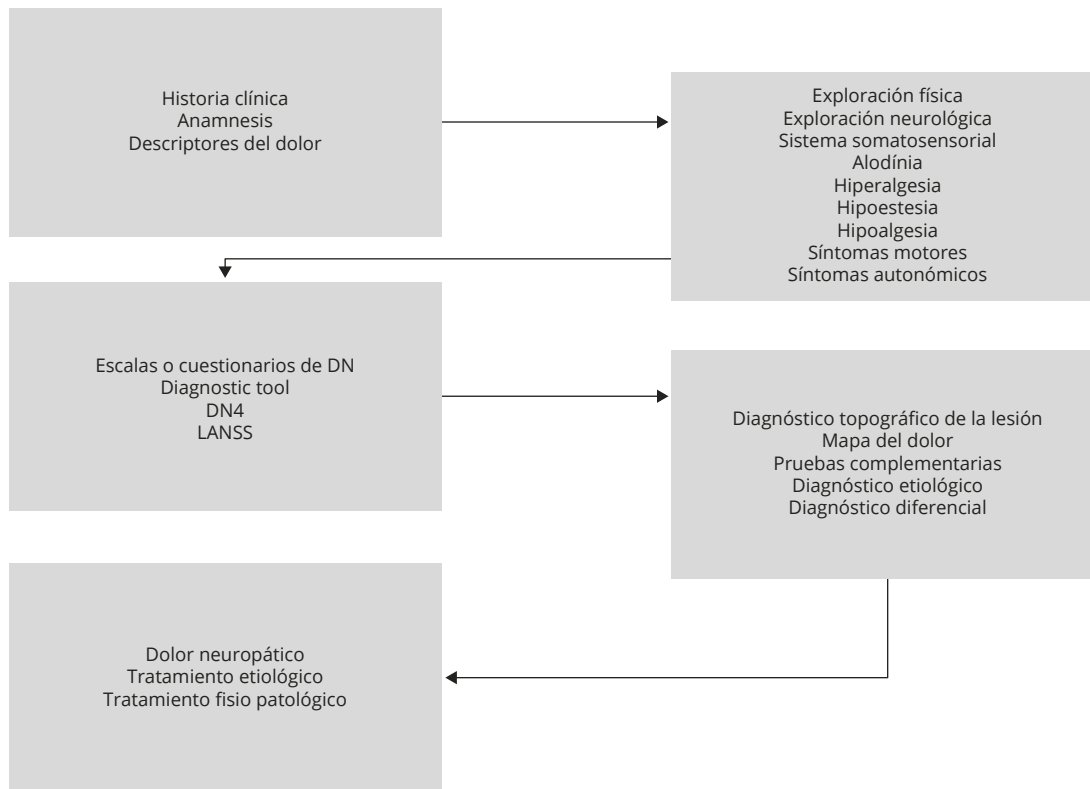 Historia clínica
Anamnesis
Descriptores del dolor
Exploración física
Exploración neurológica
Sistema somatosensorial
Alodínia
Hiperalgesia
Hipoestesia
Hipoalgesia
Síntomas motores
Síntomas autonómicos
Escalas o cuestionarios de DN
Diagnostic tool
DN4
LANSS
Diagnóstico topográfico de la lesión
Mapa del dolor
Pruebas complementarias
Diagnóstico etiológico
Diagnóstico diferencial
Dolor neuropático
Tratamiento etiológico
Tratamiento fisio patológico